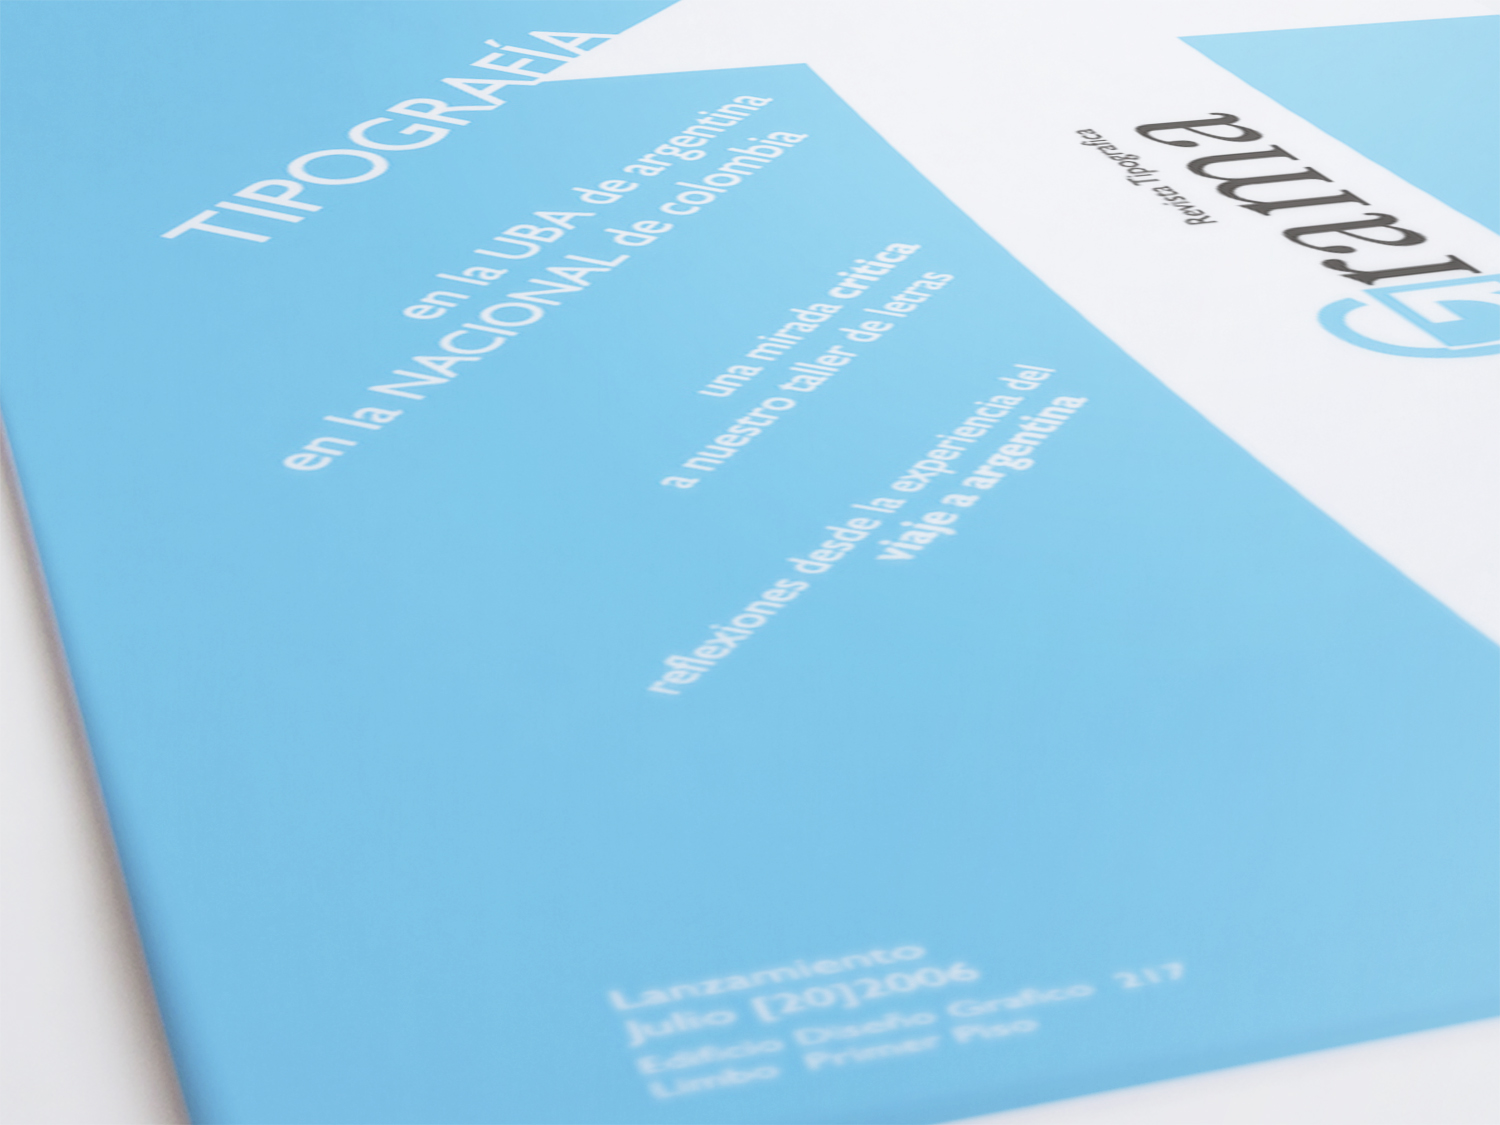 TIPOGRAFÍA
en la UBA de argentina
en la NACIONAL de colombia
una mirada critica
a nuestro taller de letras
reflexiones desde la experiencia del
viaje a argentina
Lanzamiento
Julio [20]2006
Edificio Diseño Grafico 217
Limbo Primer Piso
rama
Revista Tipografica